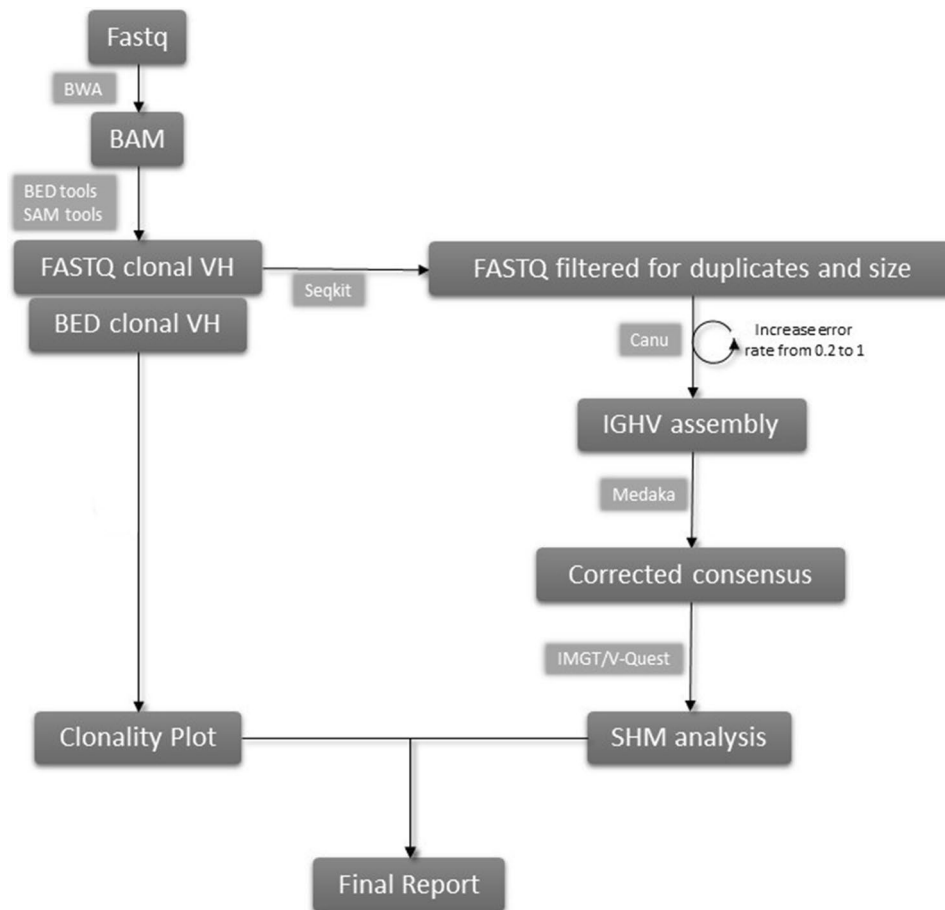 Fastq
BWA
BAM
BED tools
SAM tools
FASTQ clonal VH
Seqkit
FASTQ filtered for duplicates and size
BED clonal VH
Canu
Increase error
rate from 0.2 to 1
IGHV assembly
Medaka
Corrected consensus
IMGT/V-Quest
Clonality Plot
SHM analysis
Final Report